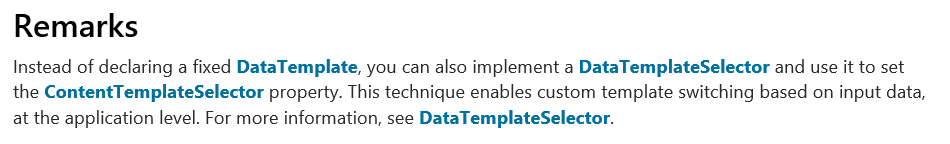 Remarks
Instead of declaring a fixed DataTemplate, you can also implement a DataTemplateSelector and use it to set
the ContentTemplateSelector property. This technique enables custom template switching based on input data,
at the application level. For more information, see DataTemplateSelector.